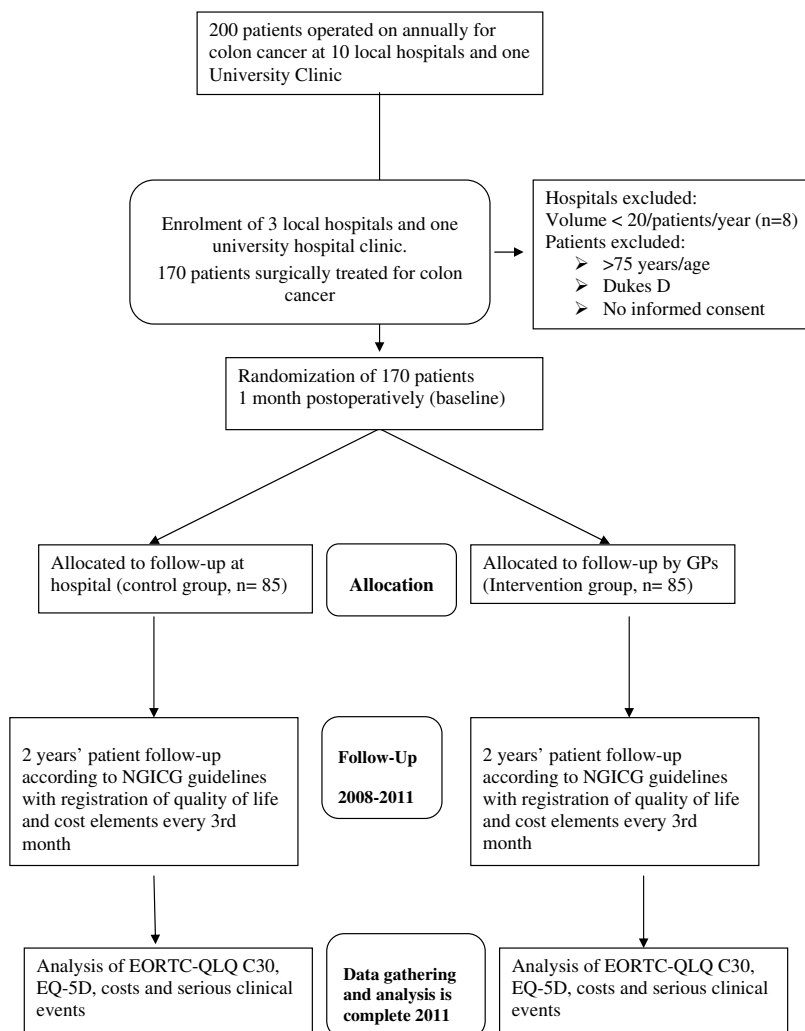 200 patients operated on annually for
colon cancer at 10 local hospitals and one
University Clinic
Enrolment of 3 local hospitals and one
university hospital clinic.
170 patients surgically treated for colon
cancer
Hospitals excluded:
Volume < 20/patients/year (n=8)
Patients excluded:
➢ >75 years/age
➢ Dukes D
➢ No informed consent
Randomization of 170 patients
1 month postoperatively (baseline)
Allocated to follow-up at
hospital (control group, n= 85)
Allocation
Allocated to follow-up by GPs
(Intervention group, n= 85)
2 years’ patient follow-up
according to NGICG guidelines
with registration of quality of life
and cost elements every 3rd
month
Follow-Up
2008-2011
2 years’ patient follow-up
according to NGICG guidelines
with registration of quality of life
and cost elements every 3rd
month
Analysis of EORTC-QLQ C30,
EQ-5D, costs and serious clinical
events
Data gathering
and analysis is
complete 2011
Analysis of EORTC-QLQ C30,
EQ-5D, costs and serious clinical
events